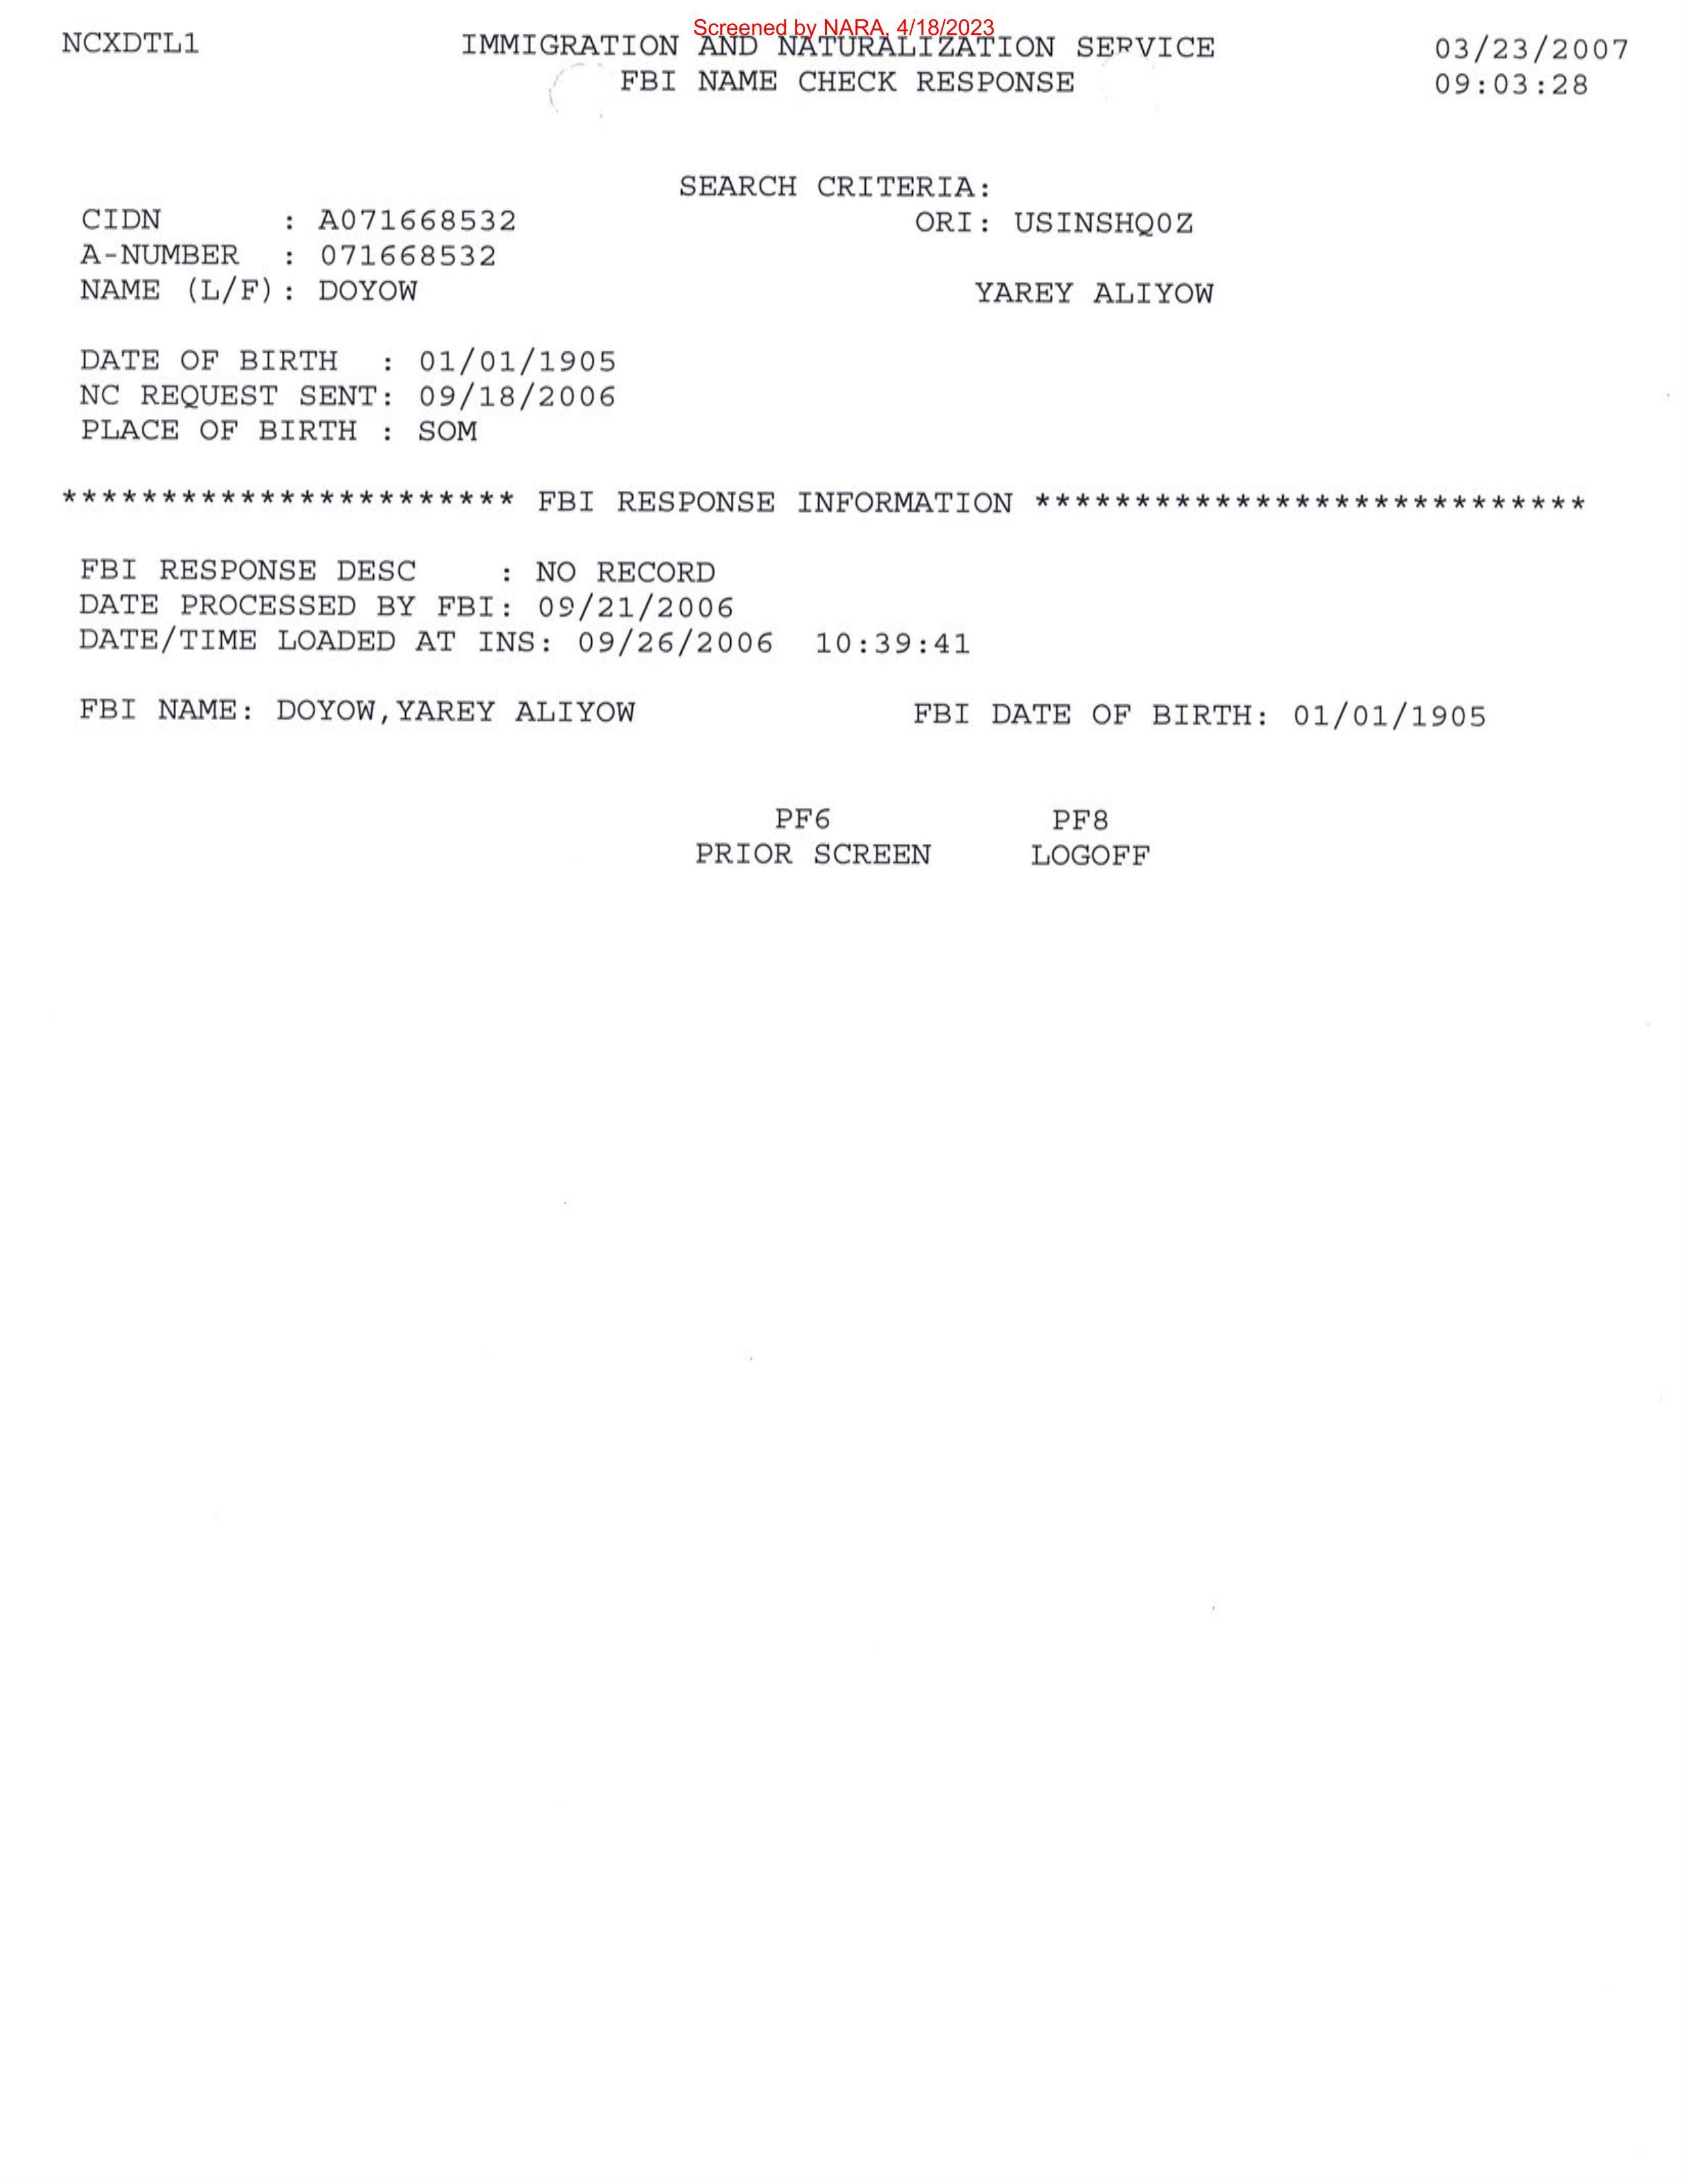 Screened by NARA, 4/18/2023
NCXDTL1 IMMIGRATION AND NATURALIZATION SERVICE 03/23/2007
FBI NAME CHECK RESPONSE 09:03:28
SEARCH CRITERIA:
CIDN : A071668532 ORI: USINSHQ0Z
A-NUMBER : 071668532
NAME (L/F): DOYOW YAREY ALIYOW
DATE OF BIRTH : 01/01/1905
NC REQUEST SENT: 09/18/2006
PLACE OF BIRTH : SOM
*********************** FBI RESPONSE INFORMATION ****************************
FBI RESPONSE DESC : NO RECORD
DATE PROCESSED BY FBI: 09/21/2006
DATE/TIME LOADED AT INS: 09/26/2006 10:39:41
FBI NAME: DOYOW,YAREY ALIYOW FBI DATE OF BIRTH: 01/01/1905
PF6 PF8
PRIOR SCREEN LOGOFF